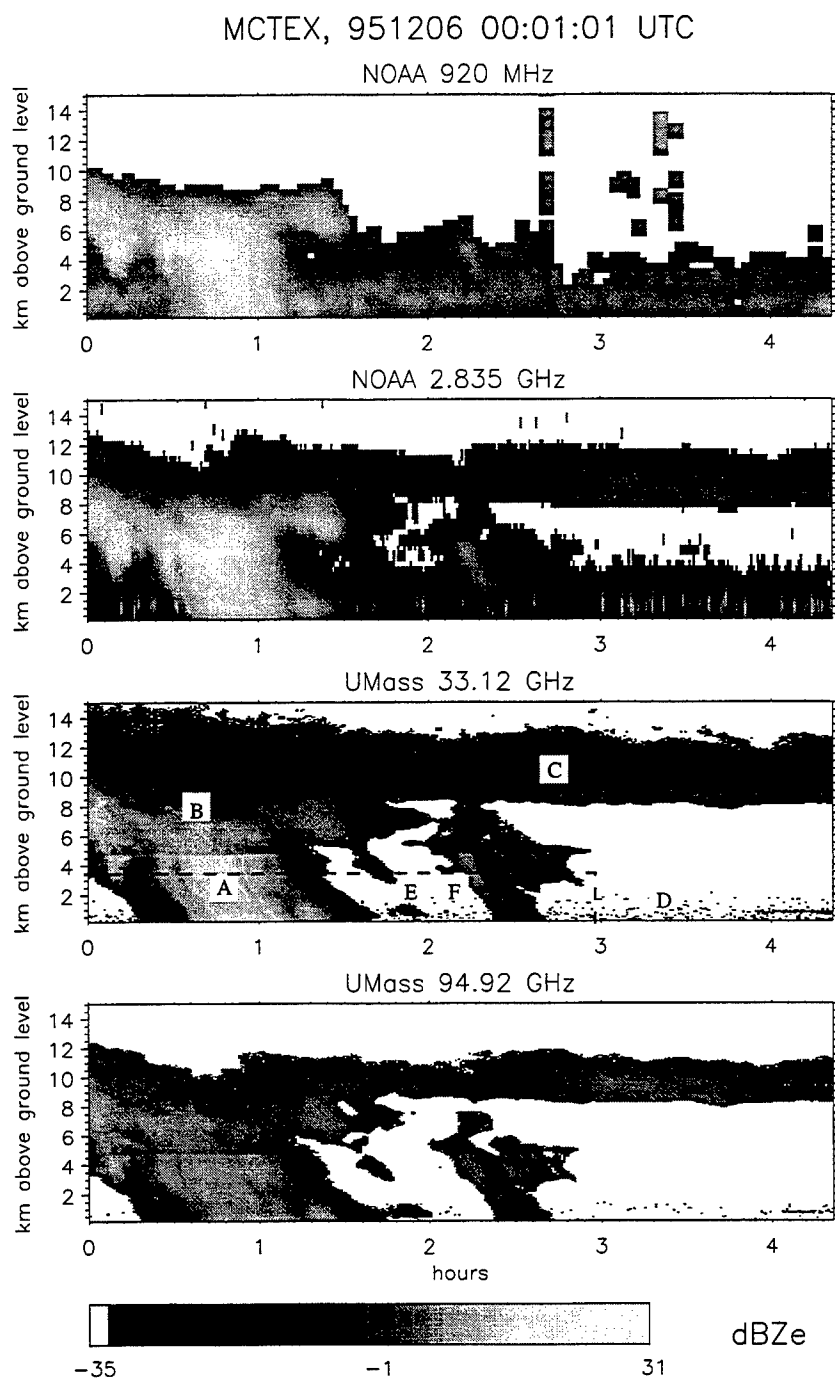 MCTEX, 951206 00:01:01 UTC
NOAA 920 MHz
km above ground level
14
12
10
8
6
4
2
0 1 2 3 4
NOAA 2.835 GHz
km above ground level
14
12
10
8
6
4
2
0 1 2 3 4
UMass 33.12 GHz
km above ground level
14
12
10
8
6
4
2
C
B
A
E F L D
0 1 2 3 4
UMass 94.92 GHz
km above ground level
14
12
10
8
6
4
2
0 1 2 3 4
hours
dBZe
-35 -1 31